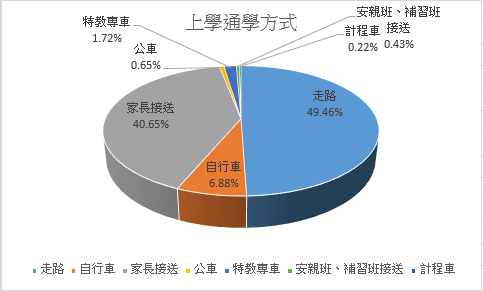 上學通學方式
特教專車
1.72%
公車
0.65%
安親班、補習班
接送
0.43%
計程車
0.22%
走路
49.46%
家長接送
40.65%
自行車
6.88%
走路 自行車 家長接送 公車 特教專車 安親班、補習班接送 計程車